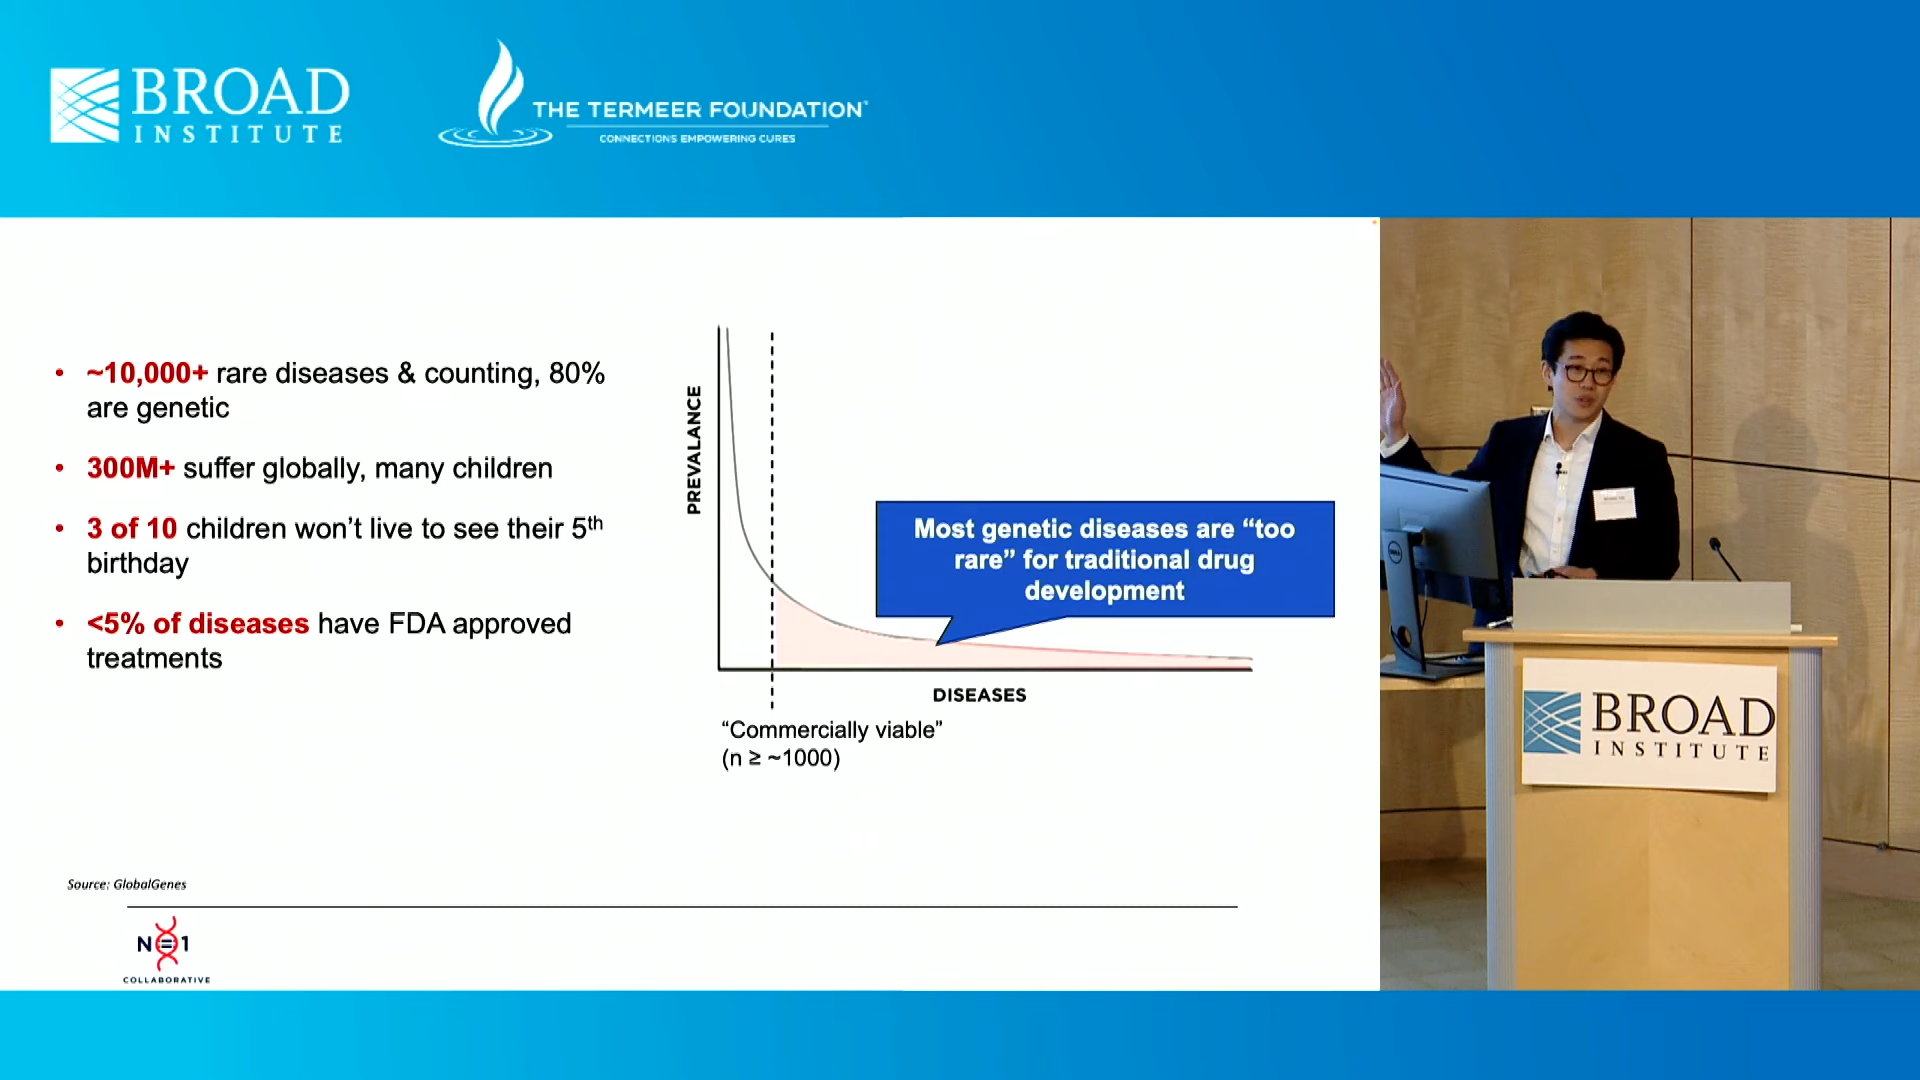 BROAD
INSTITUTE
THE TERMEER FOUNDATION
CONNECTIONS EMPOWERING CURES
• ~10,000+ rare diseases & counting, 80%
are genetic
• 300M+ suffer globally, many children
• 3 of 10 children won’t live to see their 5th
birthday
• <5% of diseases have FDA approved
treatments
PREVALANCE
Most genetic diseases are “too
rare” for traditional drug
development
DISEASES
“Commercially viable”
(n ≥ ~1000)
Source: GlobalGenes
N=1
COLLABORATIVE
DELL
BROAD
INSTITUTE